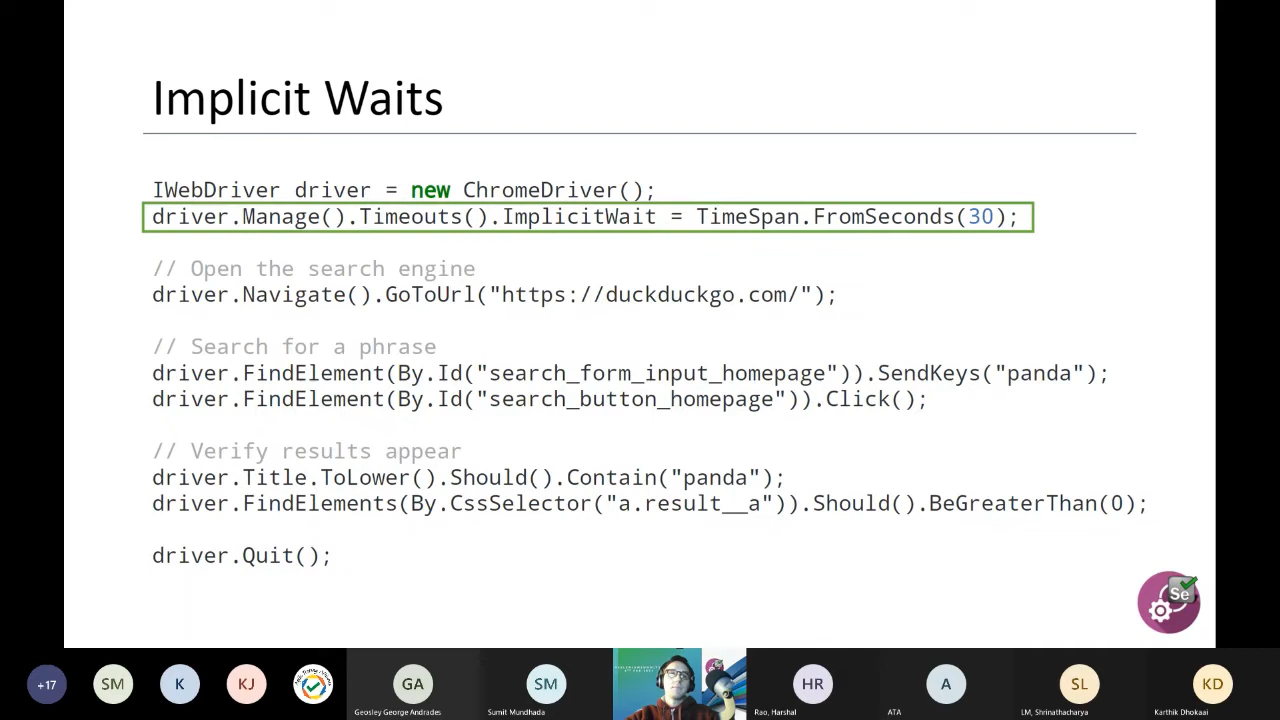 Implicit Waits
IWebDriver driver = new ChromeDriver();
driver.Manage().Timeouts().ImplicitWait = TimeSpan.FromSeconds(30);
// Open the search engine
driver.Navigate().GoToUrl("https://duckduckgo.com/");
// Search for a phrase
driver.FindElement(By.Id("search_form_input_homepage")).SendKeys("panda");
driver.FindElement(By.Id("search_button_homepage")).Click();
// Verify results appear
driver.Title.ToLower().Should().Contain("panda");
driver.FindElements(By.CssSelector("a.result__a")).Should().BeGreaterThan(0);
driver.Quit();
Se
+17
SM
K
KJ
GA
SM
HR
A
SL
KD
Geosley George Andrades
Sumit Mundhada
Rao, Harshal
ATA
LM, Shrinathacharya
Karthik Dhokaai